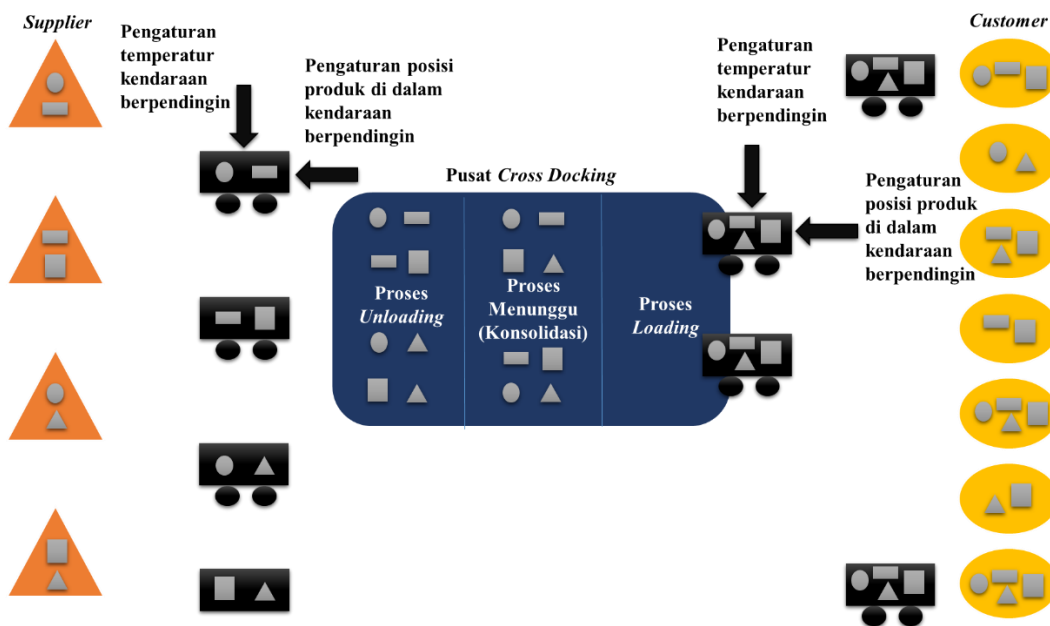 Supplier
Pengaturan
temperatur
kendaraan
berpendingin
Pengaturan posisi
produk di dalam
kendaraan
berpendingin
Pusat Cross Docking
Proses
Unloading
Proses
Menunggu
(Konsolidasi)
Proses
Loading
Pengaturan
temperatur
kendaraan
berpendingin
Customer
Pengaturan
posisi produk
di dalam
kendaraan
berpendingin